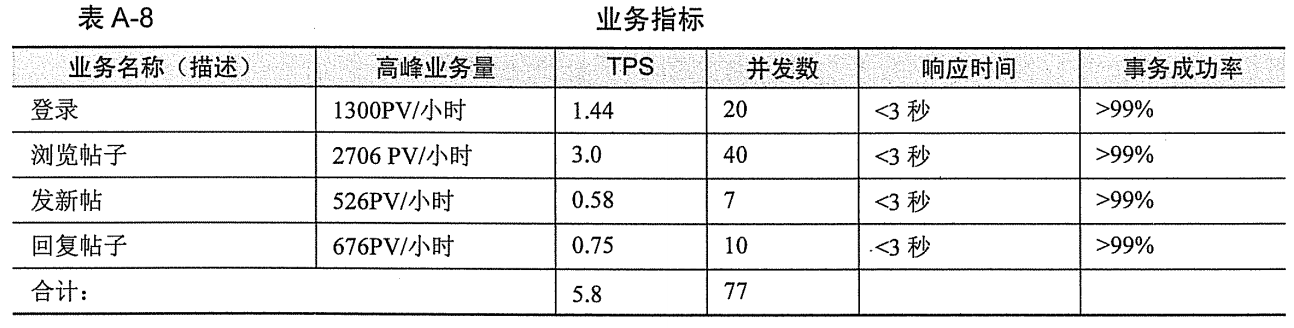 表 A-8 业务指标
业务名称（描述） 高峰业务量 TPS 并发数 响应时间 事务成功率
登录 1300PV/小时 1.44 20 <3 秒 >99%
浏览帖子 2706 PV/小时 3.0 40 <3 秒 >99%
发新帖 526PV/小时 0.58 7 <3 秒 >99%
回复帖子 676PV/小时 0.75 10 <3 秒 >99%
合计： 5.8 77